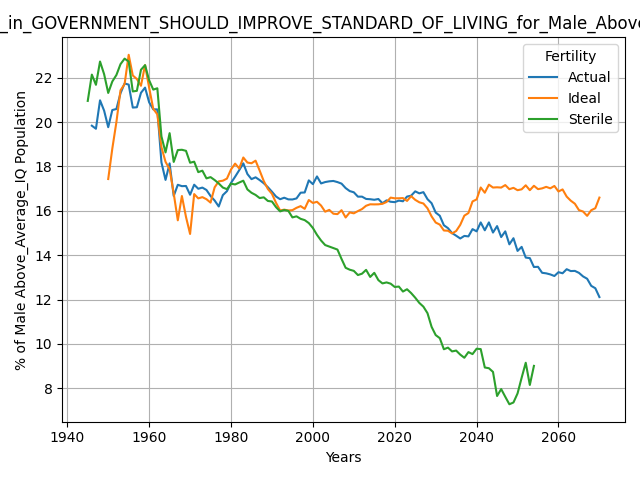 _in_GOVERNMENT_SHOULD_IMPROVE_STANDARD_OF_LIVING_for_Male_Above
% of Male Above_Average_IQ Population
22
20
18
16
14
12
10
8
1940
1960
1980
2000
2020
2040
2060
Years
Fertility
Actual
Ideal
Sterile